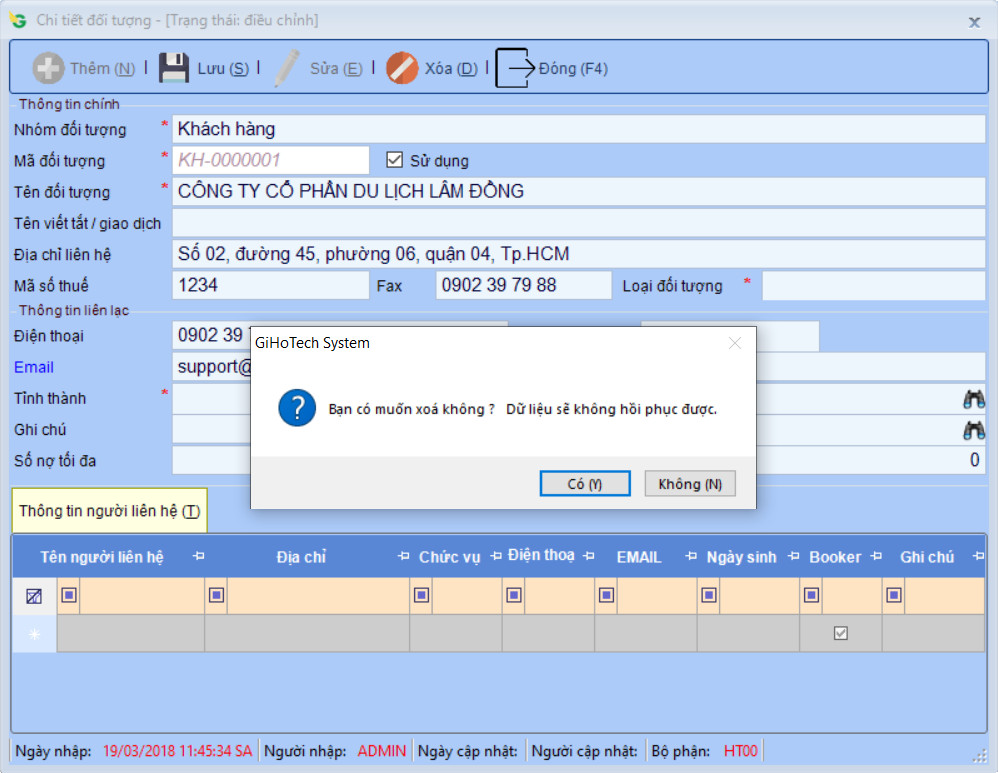 Chi tiết đối tượng - [Trạng thái: điều chỉnh]
Thêm (N) Lưu (S) Sửa (E) Xóa (D) Đóng (F4)
Thông tin chính
Nhóm đối tượng * Khách hàng
Mã đối tượng * KH-0000001 Sử dụng
Tên đối tượng * CÔNG TY CỔ PHẦN DU LỊCH LÂM ĐỒNG
Tên viết tắt / giao dịch
Địa chỉ liên hệ Số 02, đường 45, phường 06, quận 04, Tp.HCM
Mã số thuế 1234 Fax 0902 39 79 88 Loại đối tượng *
Thông tin liên lạc
Điện thoại 0902 39
Email support@
Tỉnh thành *
Ghi chú
Số nợ tối đa 0
GiHoTech System
Bạn có muốn xoá không ? Dữ liệu sẽ không hồi phục được.
Có (Y) Không (N)
Thông tin người liên hệ (T)
Tên người liên hệ Địa chỉ Chức vụ Điện thoạ EMAIL Ngày sinh Booker Ghi chú
Ngày nhập: 19/03/2018 11:45:34 SA Người nhập: ADMIN Ngày cập nhật: Người cập nhật: Bộ phận: HT00